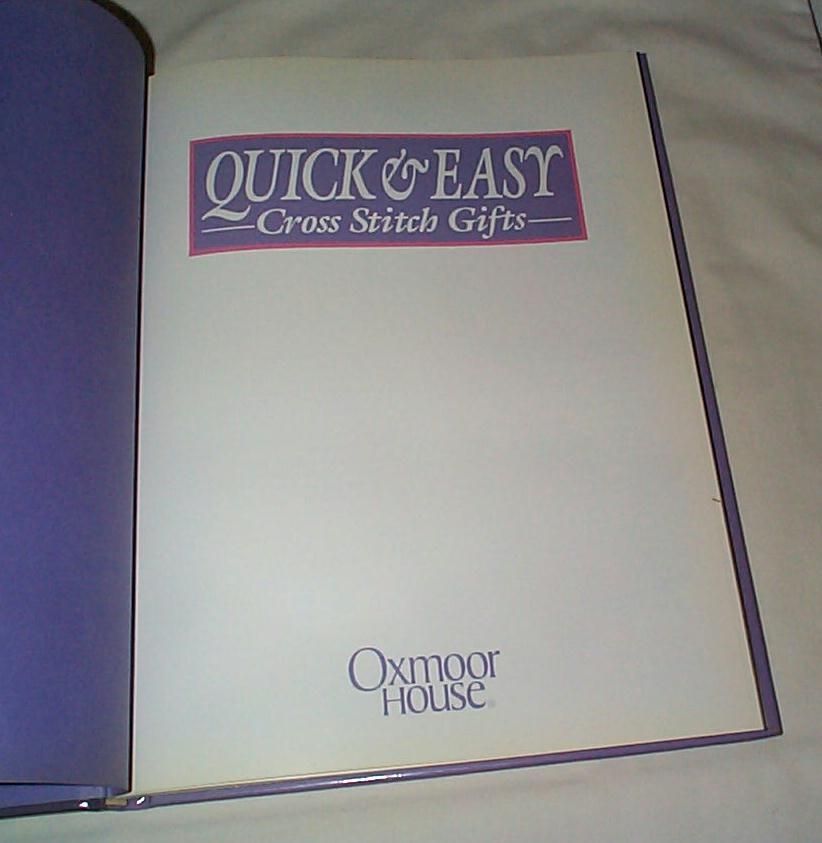 QUICK & EASY
Cross Stitch Gifts
Oxmoor
HOUSE®